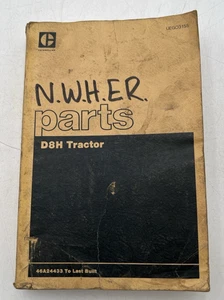 N.W.H.E.R.
parts
D8H Tractor
46A24433 To Last Built